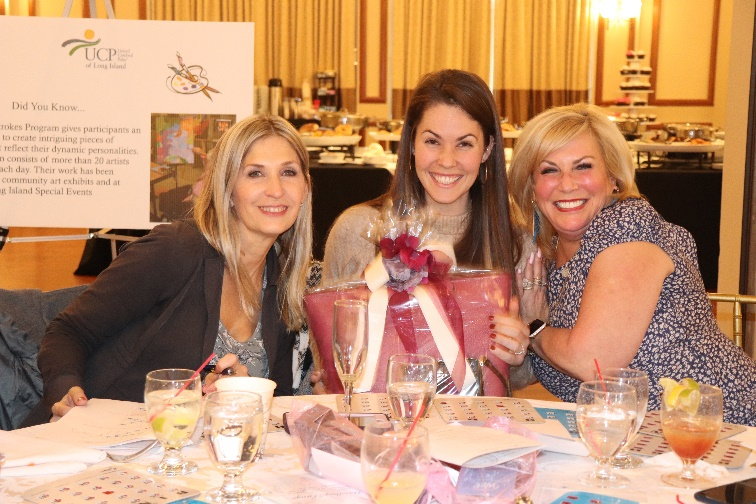 UCP
of Long Island
Did You Know...
rokes Program gives participants an
to create intriguing pieces of
reflect their dynamic personalities.
n consists of more than 20 artists
each day. Their work has been
community art exhibits and at
ng Island Special Events